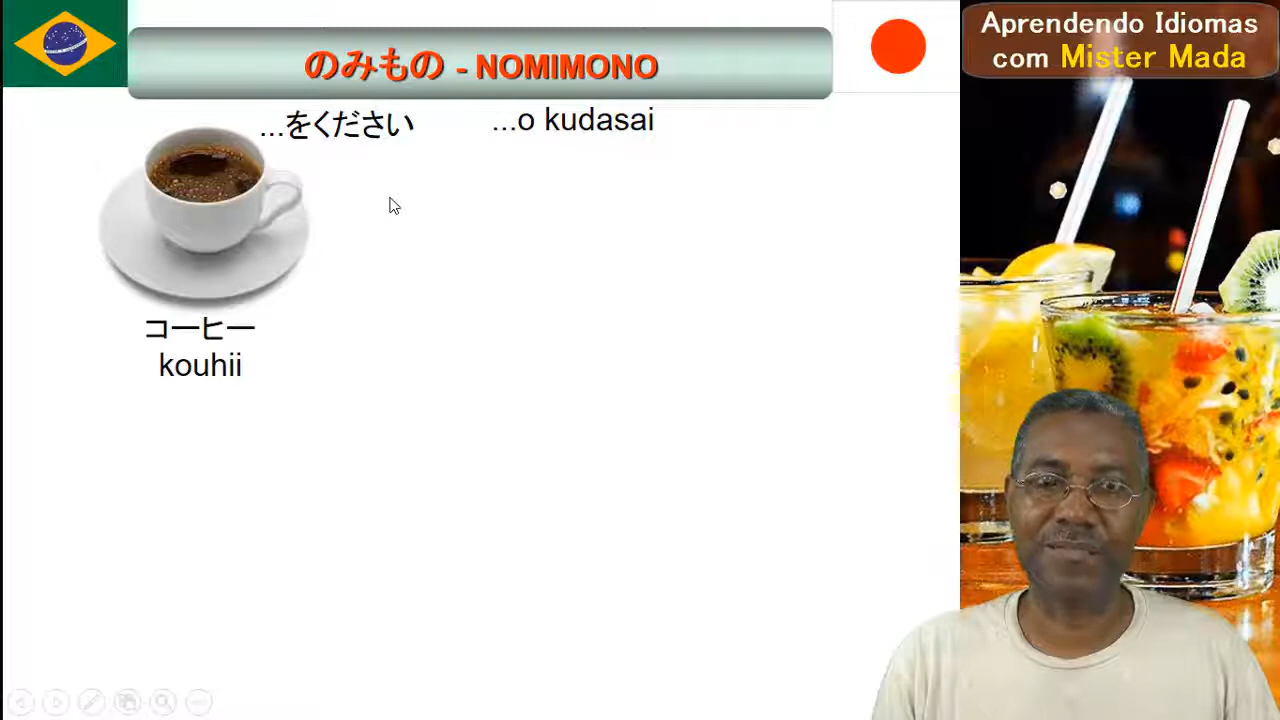 のみもの - NOMIMONO
Aprendendo Idiomas
com Mister Mada
...をください ...o kudasai
コーヒー
kouhii